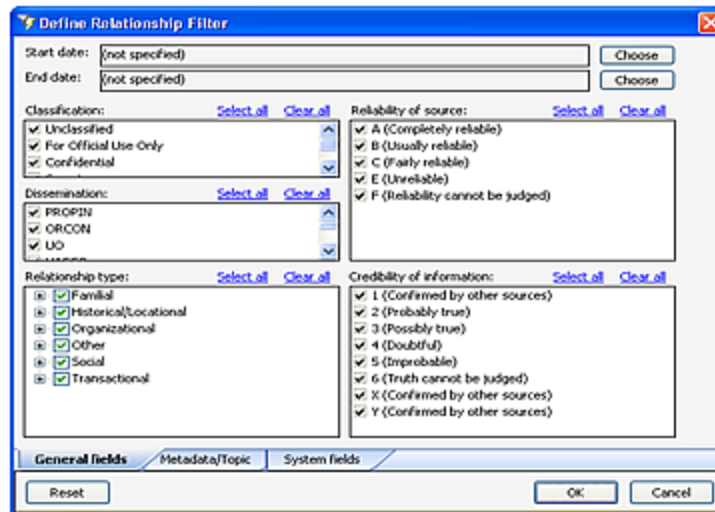 Define Relationship Filter
Start date: (not specified) Choose
End date: (not specified) Choose
Classification: Select all Clear all
Unclassified
For Official Use Only
Confidential
Dissemination: Select all Clear all
PROPIN
ORCON
UO
Relationship type: Select all Clear all
Familial
Historical/Locational
Organizational
Other
Social
Transactional
Reliability of source: Select all Clear all
A (Completely reliable)
B (Usually reliable)
C (Fairly reliable)
E (Unreliable)
F (Reliability cannot be judged)
Credibility of information: Select all Clear all
1 (Confirmed by other sources)
2 (Probably true)
3 (Possibly true)
4 (Doubtful)
5 (Improbable)
6 (Truth cannot be judged)
X (Confirmed by other sources)
Y (Confirmed by other sources)
General fields Metadata/Topic System fields
Reset OK Cancel